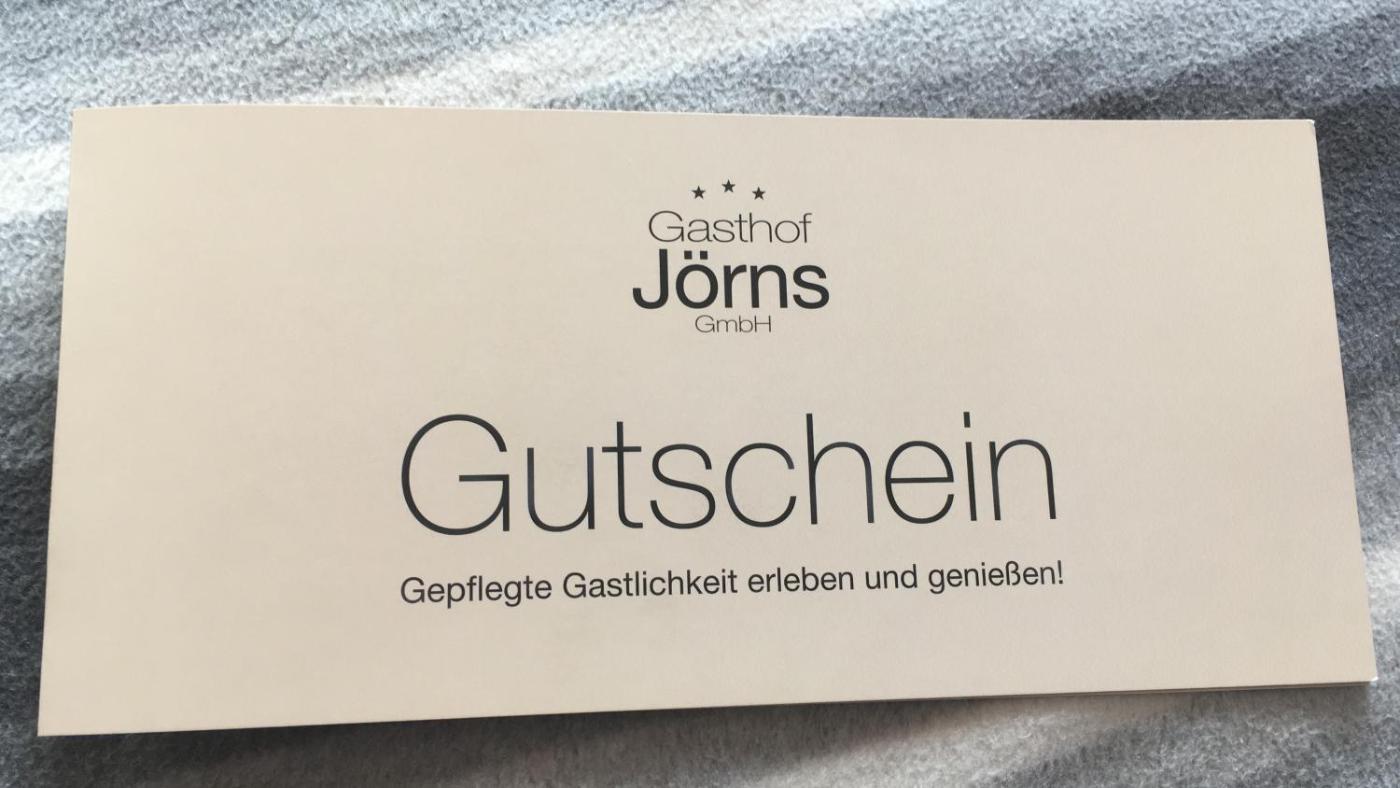 Gasthof
Jörns
GmbH
Gutschein
Gepflegte Gastlichkeit erleben und genießen!